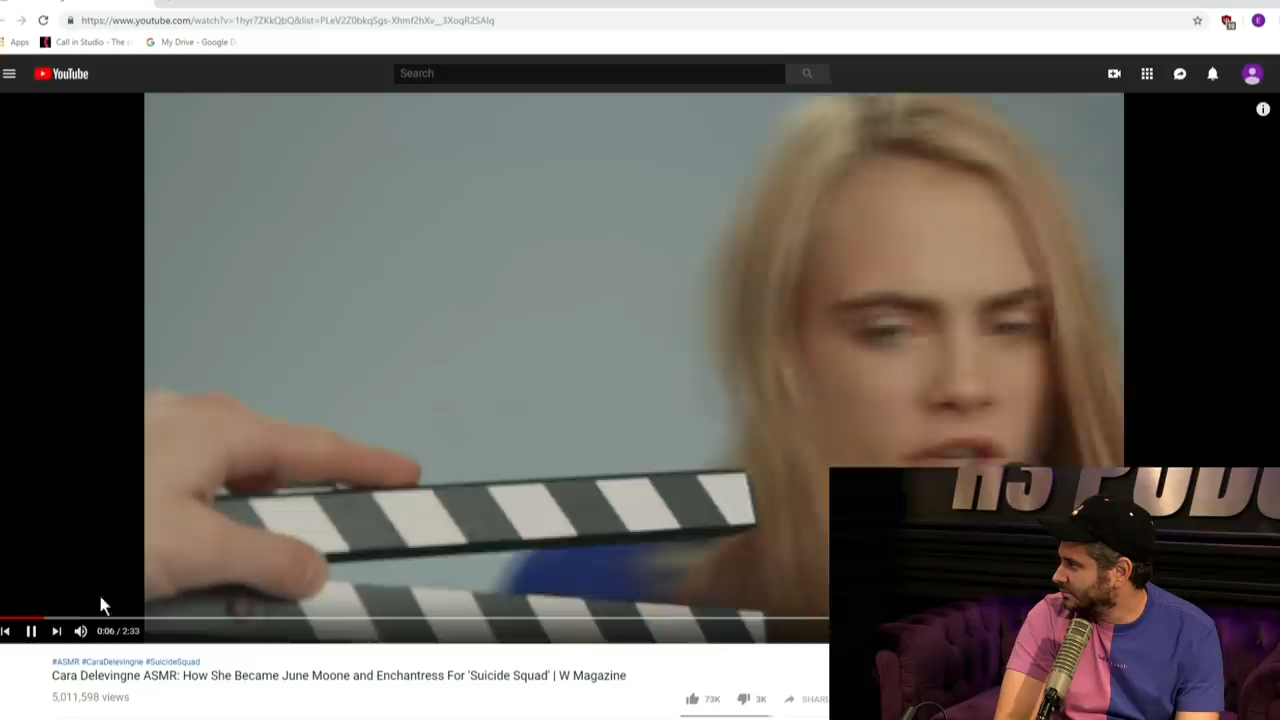 https://www.youtube.com/watch?v=1hyr7ZKkQbQ&list=PLeV2Z0bkqSgs-Xhmf2hXv__3XoqR2SAlq
Apps
Call in Studio - The c
My Drive - Google D
YouTube
Search
E
H3 PODC
0:06 / 2:33
#ASMR #CaraDelevingne #SuicideSquad
Cara Delevingne ASMR: How She Became June Moone and Enchantress For 'Suicide Squad' | W Magazine
5,011,598 views
73K
3K
SHARE